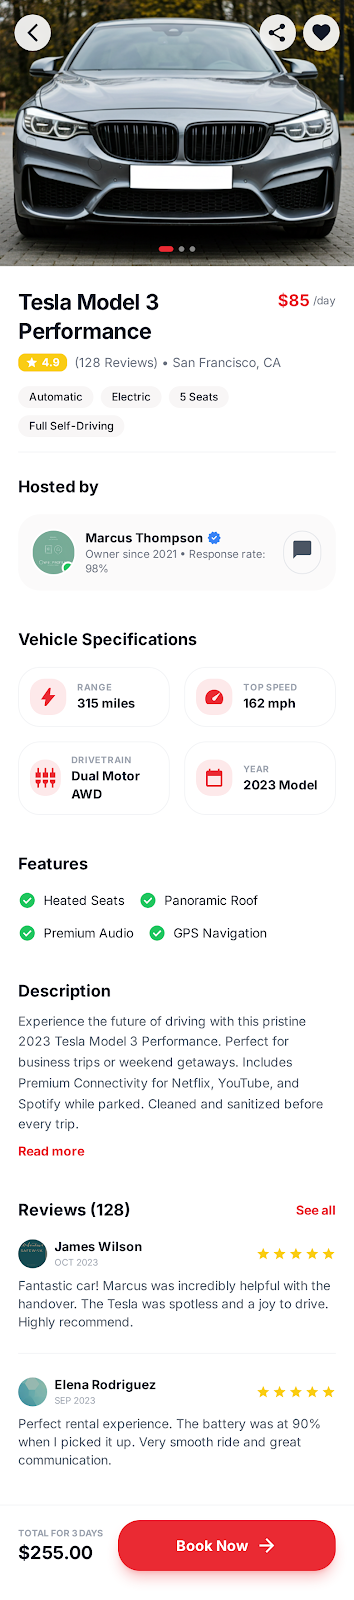 Tesla Model 3
Performance
$85 /day
4.9 (128 Reviews) • San Francisco, CA
Automatic Electric 5 Seats
Full Self-Driving
Hosted by
Marcus Thompson
Owner since 2021 • Response rate:
98%
Vehicle Specifications
RANGE
315 miles
TOP SPEED
162 mph
DRIVETRAIN
Dual Motor
AWD
YEAR
2023 Model
Features
Heated Seats Panoramic Roof
Premium Audio GPS Navigation
Description
Experience the future of driving with this pristine
2023 Tesla Model 3 Performance. Perfect for
business trips or weekend getaways. Includes
Premium Connectivity for Netflix, YouTube, and
Spotify while parked. Cleaned and sanitized before
every trip.
Read more
Reviews (128) See all
James Wilson
OCT 2023
Fantastic car! Marcus was incredibly helpful with the
handover. The Tesla was spotless and a joy to drive.
Highly recommend.
Elena Rodriguez
SEP 2023
Perfect rental experience. The battery was at 90%
when I picked it up. Very smooth ride and great
communication.
TOTAL FOR 3 DAYS
$255.00
Book Now